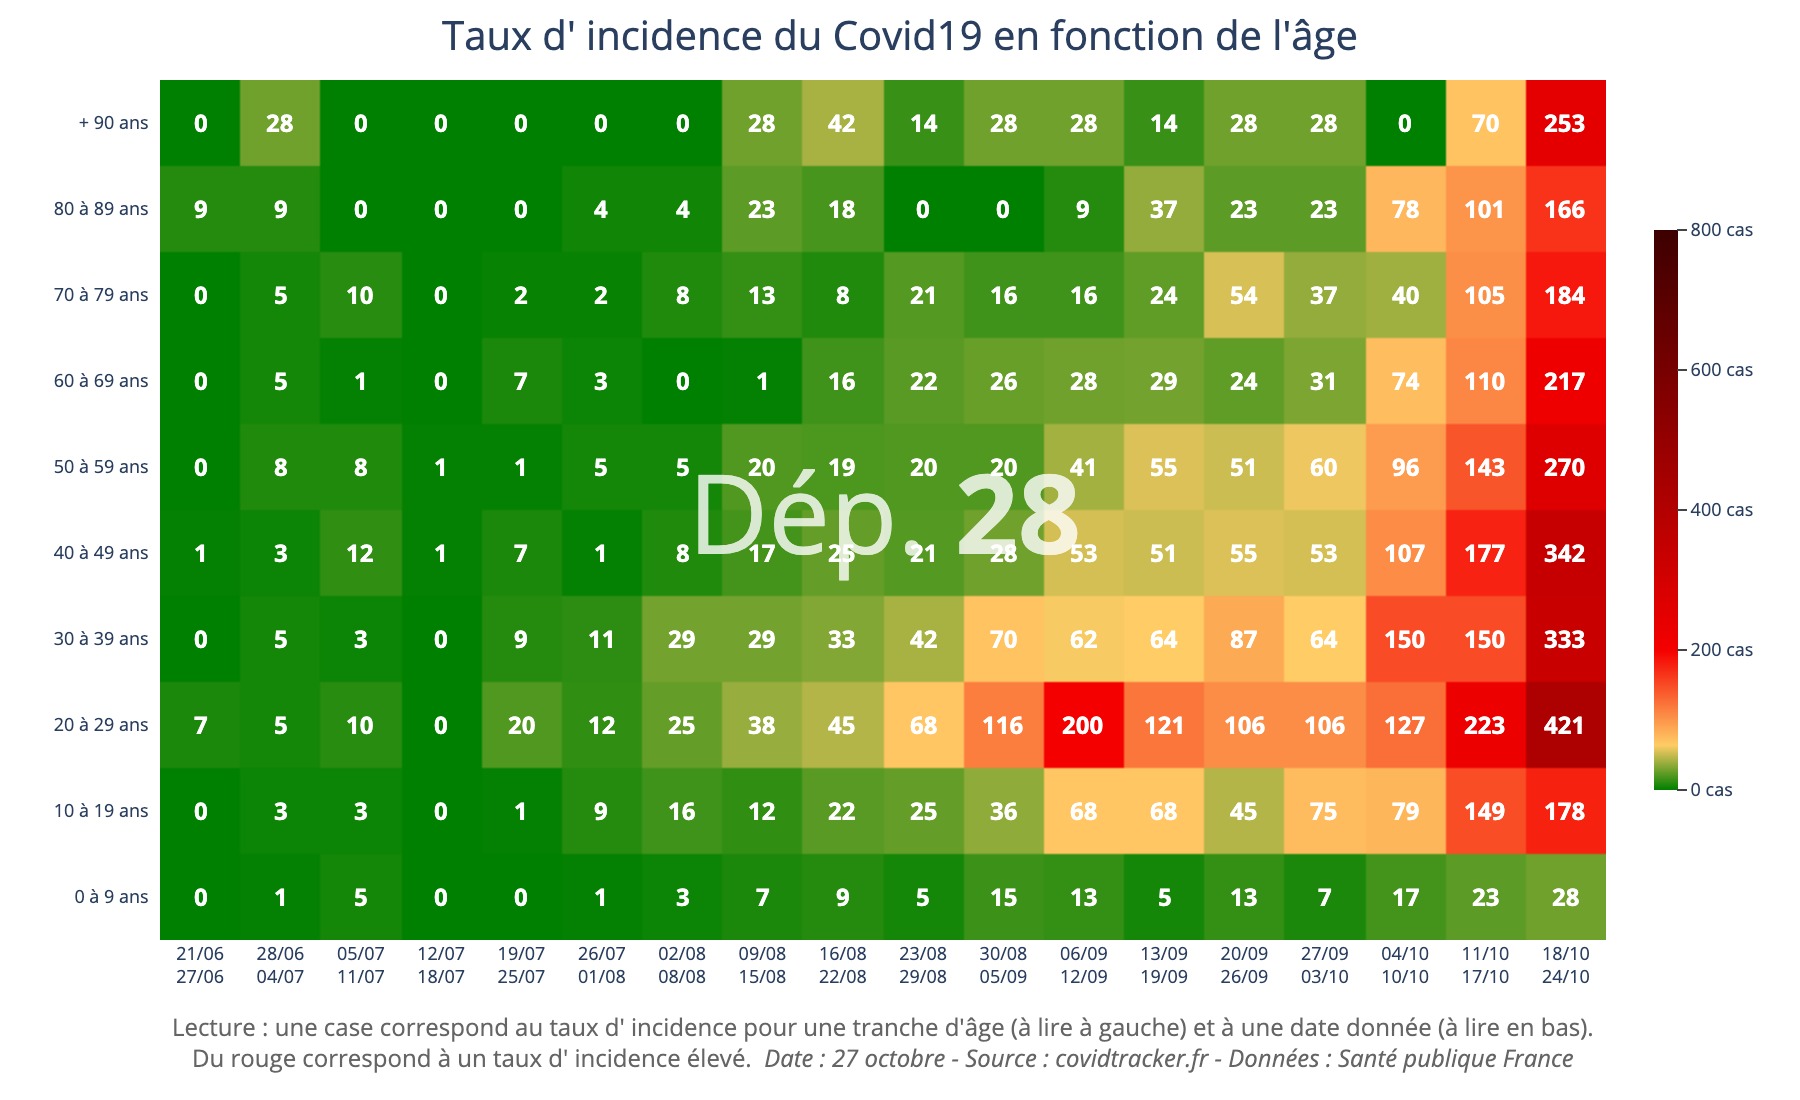 Taux d' incidence du Covid19 en fonction de l'âge
+ 90 ans 0 28 0 0 0 0 0 28 42 14 28 28 14 28 28 0 70 253
80 à 89 ans 9 9 0 0 0 4 4 23 18 0 0 9 37 23 23 78 101 166
70 à 79 ans 0 5 10 0 2 2 8 13 8 21 16 16 24 54 37 40 105 184
60 à 69 ans 0 5 1 0 7 3 0 1 16 22 26 28 29 24 31 74 110 217
50 à 59 ans 0 8 8 1 1 5 5 20 19 20 20 41 55 51 60 96 143 270
Dép. 28
40 à 49 ans 1 3 12 1 7 1 8 17 25 21 28 53 51 55 53 107 177 342
30 à 39 ans 0 5 3 0 9 11 29 29 33 42 70 62 64 87 64 150 150 333
20 à 29 ans 7 5 10 0 20 12 25 38 45 68 116 200 121 106 106 127 223 421
10 à 19 ans 0 3 3 0 1 9 16 12 22 25 36 68 68 45 75 79 149 178
0 à 9 ans 0 1 5 0 0 1 3 7 9 5 15 13 5 13 7 17 23 28
21/06 28/06 05/07 12/07 19/07 26/07 02/08 09/08 16/08 23/08 30/08 06/09 13/09 20/09 27/09 04/10 11/10 18/10
27/06 04/07 11/07 18/07 25/07 01/08 08/08 15/08 22/08 29/08 05/09 12/09 19/09 26/09 03/10 10/10 17/10 24/10
800 cas
600 cas
400 cas
200 cas
0 cas
Lecture : une case correspond au taux d' incidence pour une tranche d'âge (à lire à gauche) et à une date donnée (à lire en bas).
Du rouge correspond à un taux d' incidence élevé. Date : 27 octobre - Source : covidtracker.fr - Données : Santé publique France